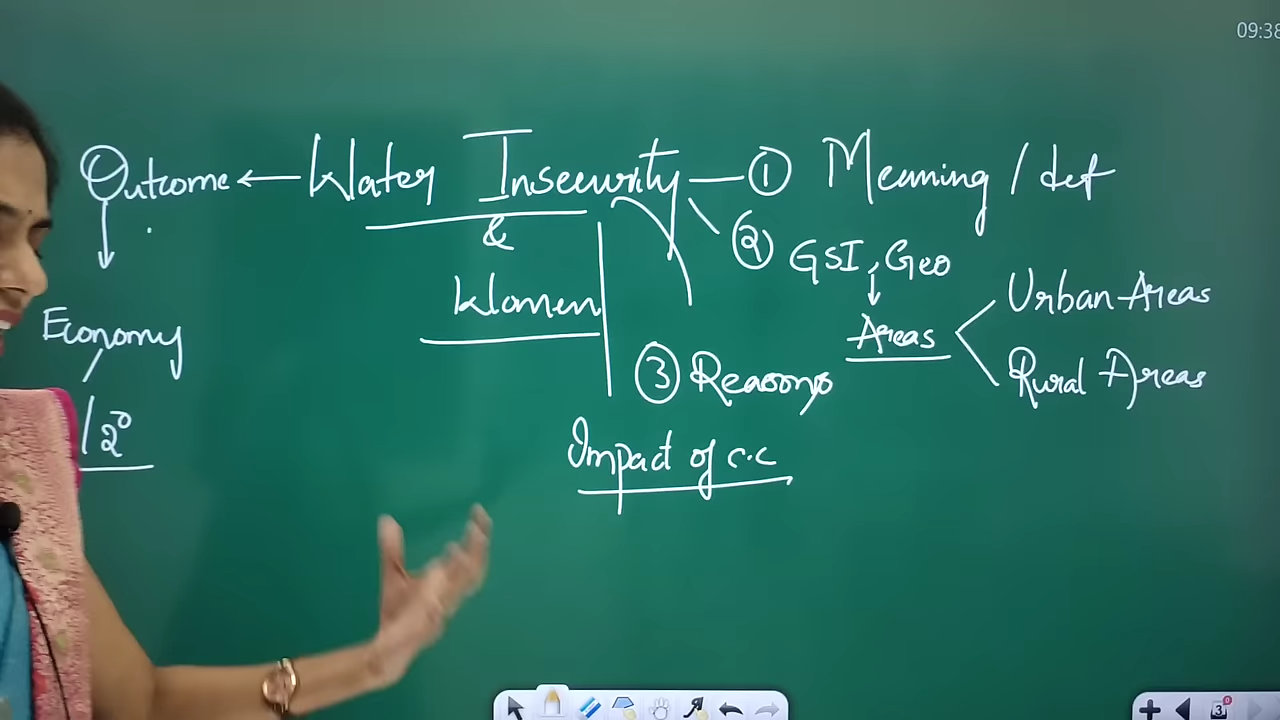 09:38
Outcome ← Water Insecurity — ① Meaning / def
&
② GSI, Geo
Women
Urban Areas
Economy
Areas
③ Reasons
Rural Areas
2°
Impact of c.c
3